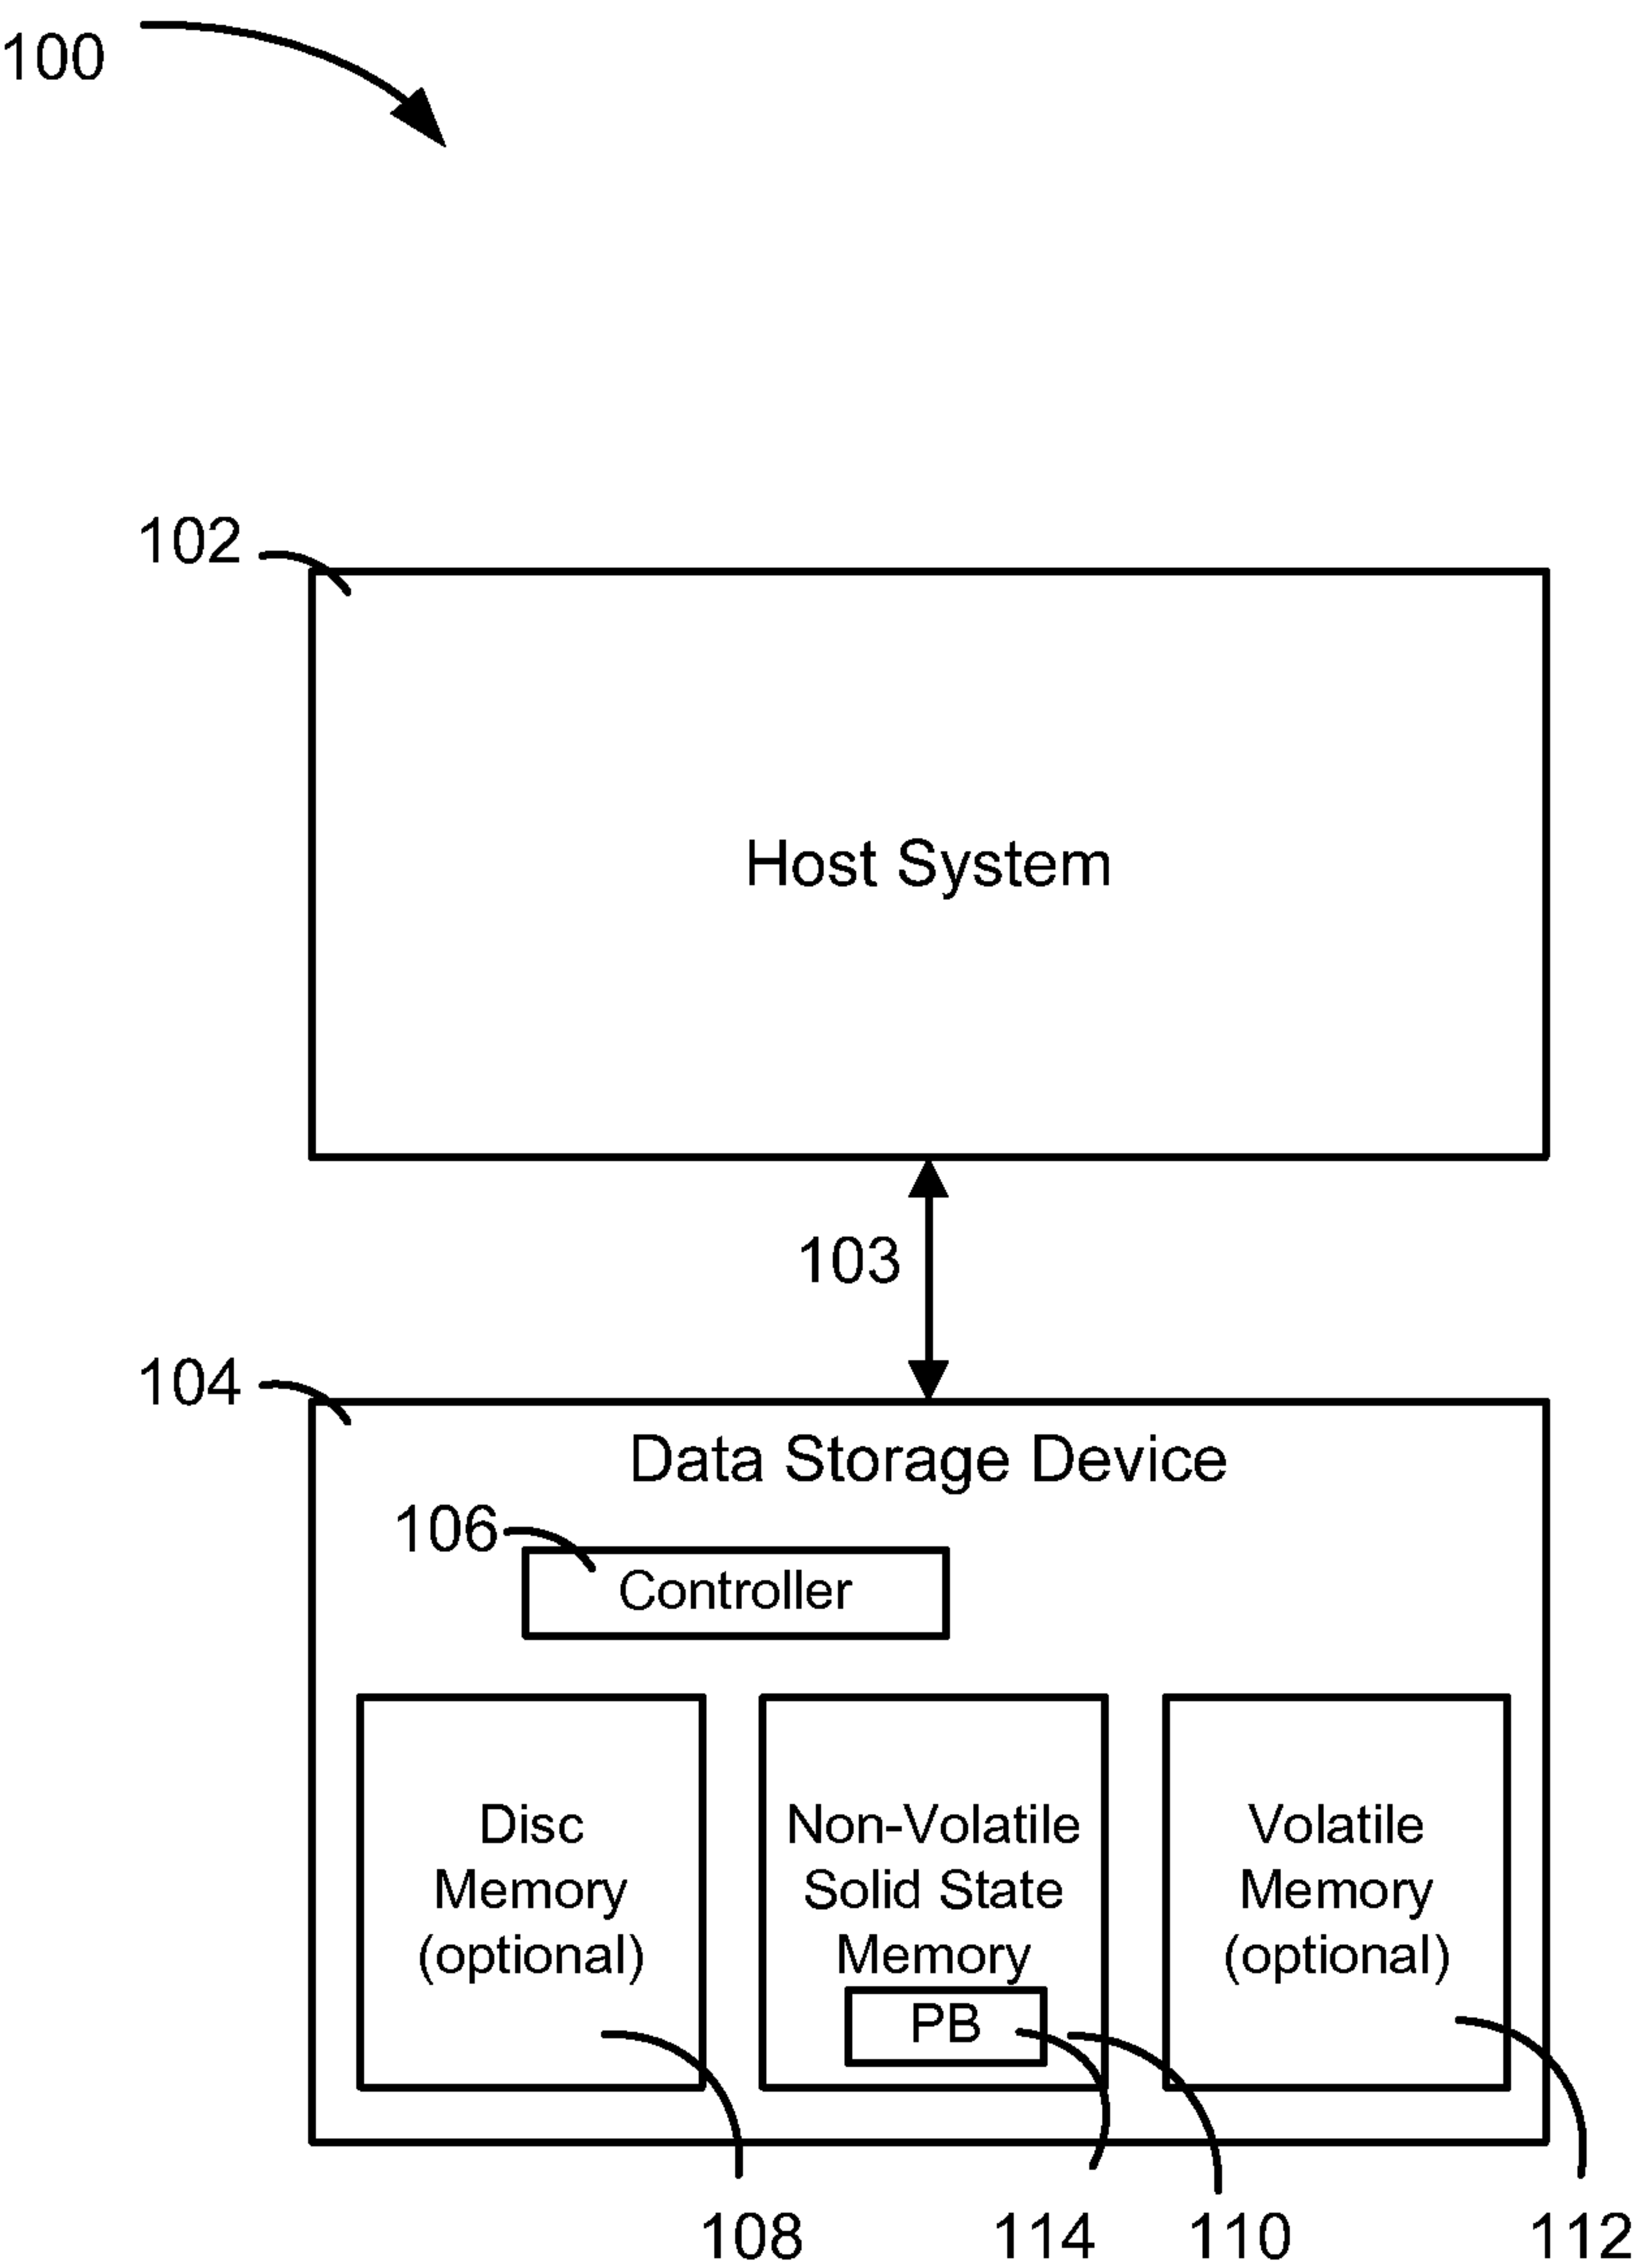 100
102
Host System
103
104
Data Storage Device
106
Controller
Disc
Memory
(optional)
Non-Volatile
Solid State
Memory
PB
Volatile
Memory
(optional)
108
114
110
112